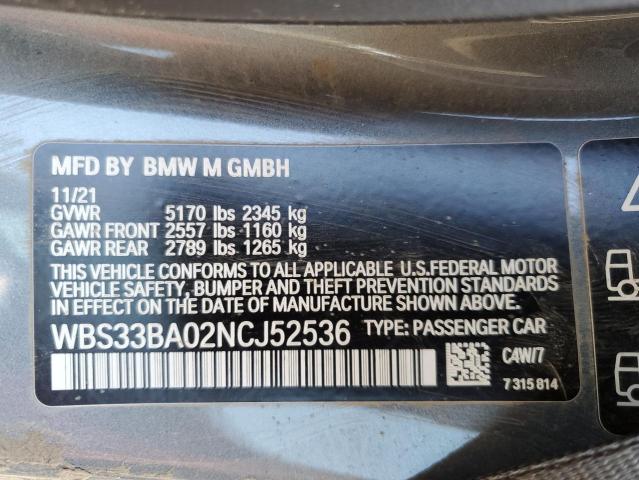 MFD BY BMW M GMBH
11/21
GVWR 5170 lbs 2345 kg
GAWR FRONT 2557 lbs 1160 kg
GAWR REAR 2789 lbs 1265 kg
THIS VEHICLE CONFORMS TO ALL APPLICABLE U.S.FEDERAL MOTOR
VEHICLE SAFETY, BUMPER AND THEFT PREVENTION STANDARDS
IN EFFECT ON THE DATE OF MANUFACTURE SHOWN ABOVE.
WBS33BA02NCJ52536 TYPE: PASSENGER CAR
C4W/7
7 315 814